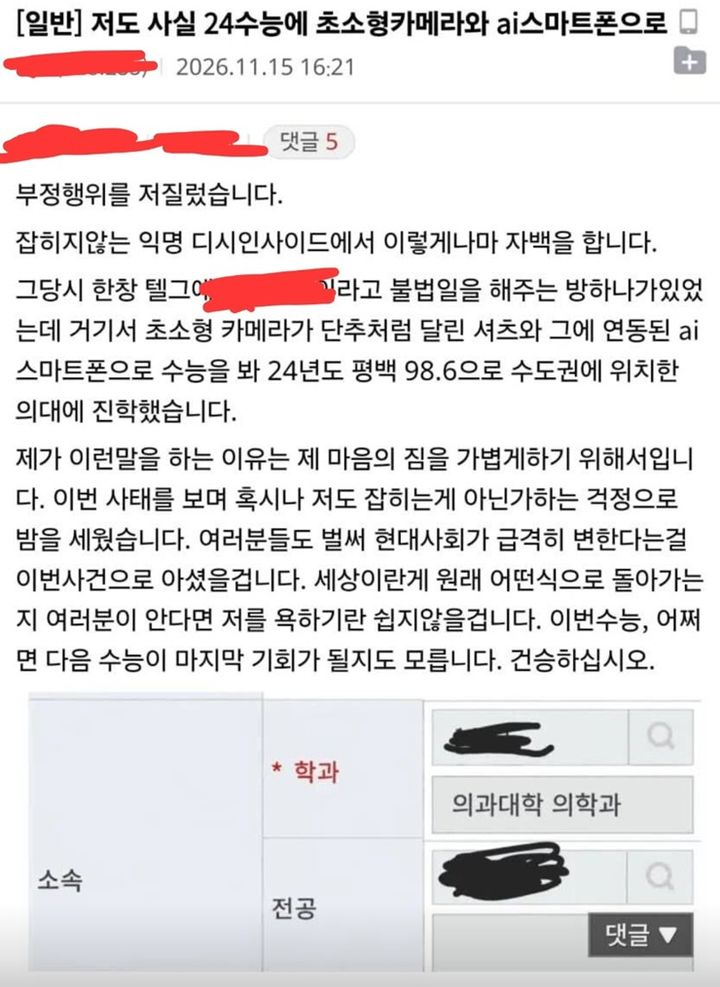 [일반] 저도 사실 24수능에 초소형카메라와 ai스마트폰으로
2026.11.15 16:21
댓글 5
부정행위를 저질렀습니다.
잡히지않는 익명 디시인사이드에서 이렇게나마 자백을 합니다.
그당시 한창 텔그에 이라고 불법일을 해주는 방하나가있었
는데 거기서 초소형 카메라가 단추처럼 달린 셔츠와 그에 연동된 ai
스마트폰으로 수능을 봐 24년도 평백 98.6으로 수도권에 위치한
의대에 진학했습니다.
제가 이런말을 하는 이유는 제 마음의 짐을 가볍게하기 위해서입니
다. 이번 사태를 보며 혹시나 저도 잡히는게 아닌가하는 걱정으로
밤을 세웠습니다. 여러분들도 벌써 현대사회가 급격히 변한다는걸
이번사건으로 아셨을겁니다. 세상이란게 원래 어떤식으로 돌아가는
지 여러분이 안다면 저를 욕하기란 쉽지않을겁니다. 이번수능, 어쩌
면 다음 수능이 마지막 기회가 될지도 모릅니다. 건승하십시오.
* 학과
의과대학 의학과
소속
전공
댓글 ▼